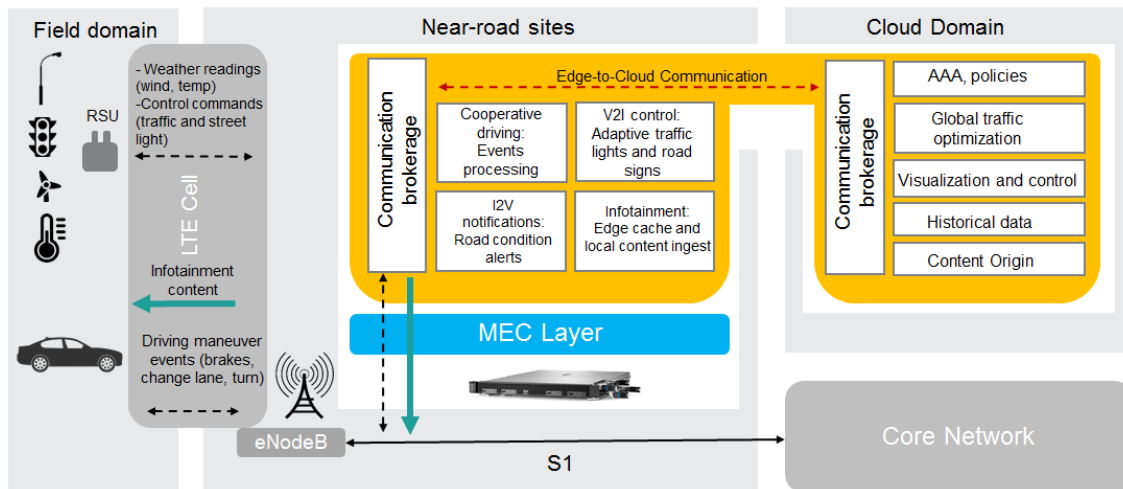 Field domain
Near-road sites
Cloud Domain
- Weather readings
(wind, temp)
-Control commands
(traffic and street
light)
RSU
LTE Cell
Infotainment
content
Driving maneuver
events (brakes,
change lane, turn)
Communication
brokerage
Edge-to-Cloud Communication
Cooperative
driving:
Events
processing
V2I control:
Adaptive traffic
lights and road
signs
I2V
notifications:
Road condition
alerts
Infotainment:
Edge cache and
local content ingest
MEC Layer
eNodeB
S1
Communication
brokerage
AAA, policies
Global traffic
optimization
Visualization and control
Historical data
Content Origin
Core Network